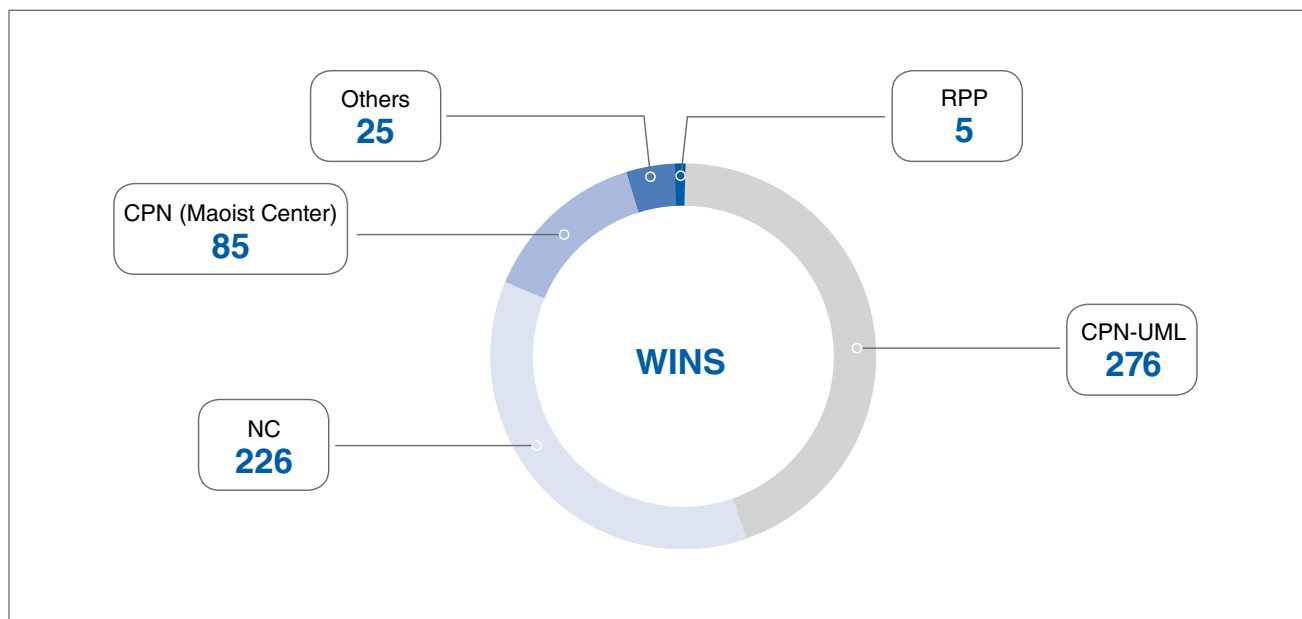 Others
25
RPP
5
CPN (Maoist Center)
85
CPN-UML
276
WINS
NC
226